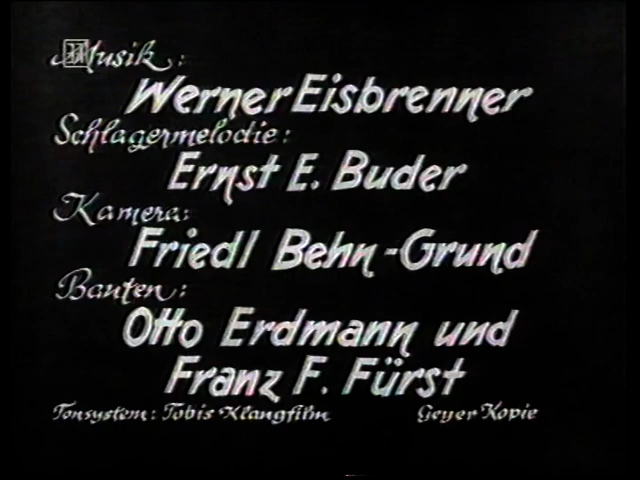 Musik:
Werner Eisbrenner
Schlagermelodie:
Ernst E. Buder
Kamera:
Friedl Behn-Grund
Bauten:
Otto Erdmann und
Franz F. Fürst
Tonsystem: Tobis Klangfilm Geyer Kopie